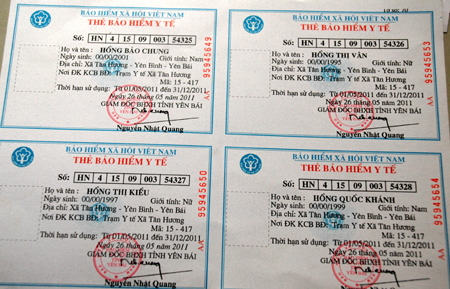 BẢO HIỂM XÃ HỘI VIỆT NAM
THẺ BẢO HIỂM Y TẾ
Số: HN 4 15 09 003 54325
Họ và tên : HỒNG BẢO CHUNG
Ngày sinh: 00/00/2001 Giới tính: Nam
Địa chỉ: Xã Tân Hương - Yên Bình - Yên Bái
Nơi ĐK KCB BĐ: Trạm Y tế Xã Tân Hương
Mã: 15 - 417
Thời hạn sử dụng: Từ 01/05/2011 đến 31/12/2011
Ngày 26 tháng 05 năm 2011
GIÁM ĐỐC BHXH TỈNH YÊN BÁI
Nguyễn Nhật Quang
AA 95945649
BẢO HIỂM XÃ HỘI VIỆT NAM
THẺ BẢO HIỂM Y TẾ
Số: HN 4 15 09 003 54326
Họ và tên : HỒNG THỊ VÂN
Ngày sinh: 00/00/1995 Giới tính: Nữ
Địa chỉ: Xã Tân Hương - Yên Bình - Yên Bái
Nơi ĐK KCB BĐ: Trạm Y tế Xã Tân Hương
Mã: 15 - 417
Thời hạn sử dụng: Từ 01/05/2011 đến 31/12/2011
Ngày 26 tháng 05 năm 2011
GIÁM ĐỐC BHXH TỈNH YÊN BÁI
Nguyễn Nhật Quang
AA
BẢO HIỂM XÃ HỘI VIỆT NAM
THẺ BẢO HIỂM Y TẾ
Số: HN 4 15 09 003 54327
Họ và tên : HỒNG THỊ KIỀU
Ngày sinh: 00/00/1997 Giới tính: Nữ
Địa chỉ: Xã Tân Hương - Yên Bình - Yên Bái
Nơi ĐK KCB BĐ: Trạm Y tế Xã Tân Hương
Mã: 15 - 417
Thời hạn sử dụng: Từ 01/05/2011 đến 31/12/2011
Ngày 26 tháng 05 năm 2011
GIÁM ĐỐC BHXH TỈNH YÊN BÁI
AA 95945650
BẢO HIỂM XÃ HỘI VIỆT NAM
THẺ BẢO HIỂM Y TẾ
Số: HN 4 15 09 003 54328
Họ và tên : HỒNG QUỐC KHÁNH
Ngày sinh: 00/00/1999 Giới tính: Nam
Địa chỉ: Xã Tân Hương - Yên Bình - Yên Bái
Nơi ĐK KCB BĐ: Trạm Y tế Xã Tân Hương
Mã: 15 - 417
Thời hạn sử dụng: Từ 01/05/2011 đến 31/12/2011
Ngày 26 tháng 05 năm 2011
GIÁM ĐỐC BHXH TỈNH YÊN BÁI
Nguyễn Nhật Quang